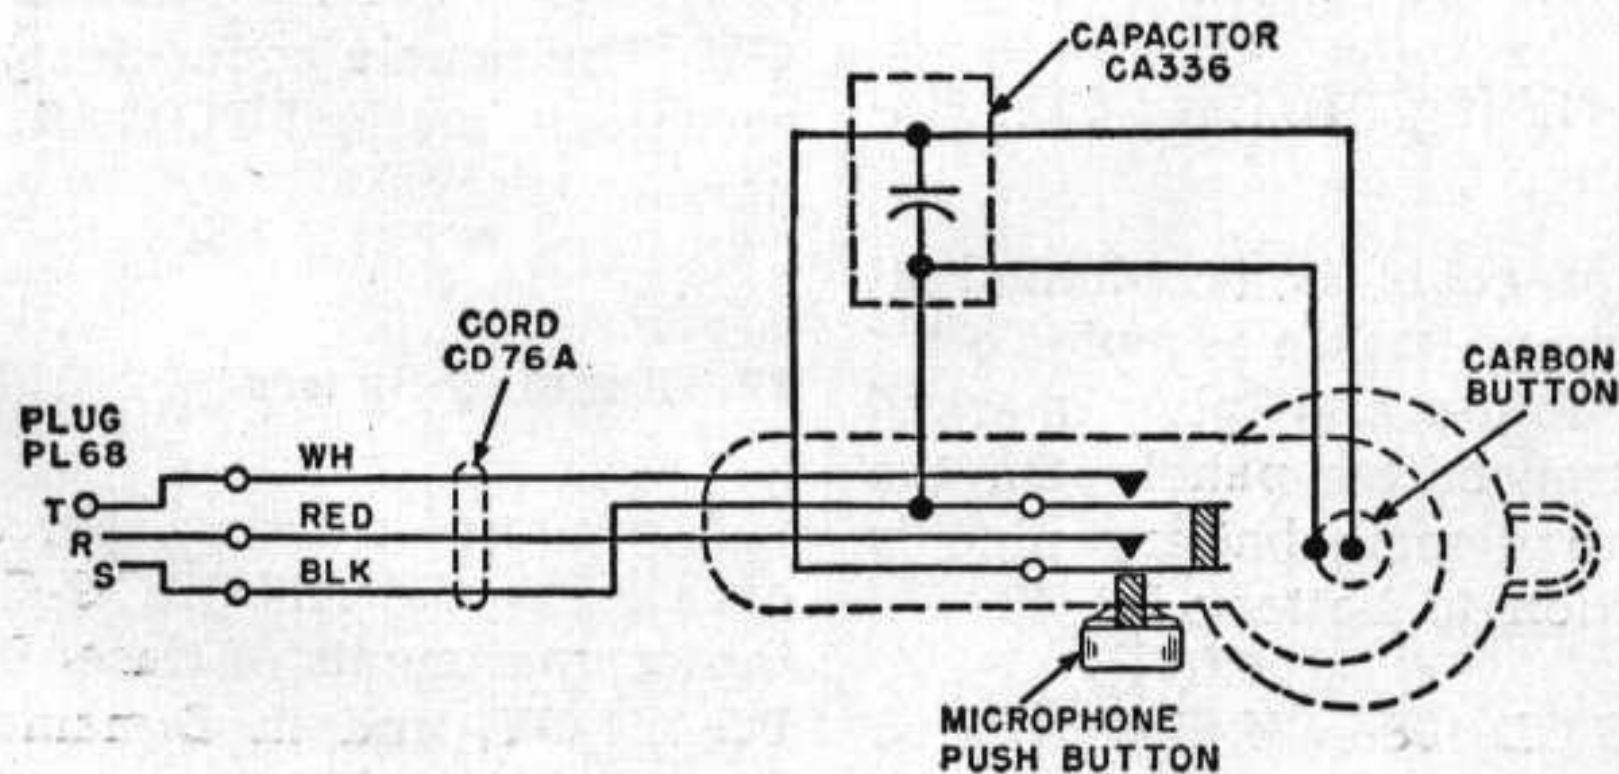 CAPACITOR
CA336
CORD
CD76A
CARBON
BUTTON
PLUG
PL68
WH
T
RED
R
BLK
S
MICROPHONE
PUSH BUTTON